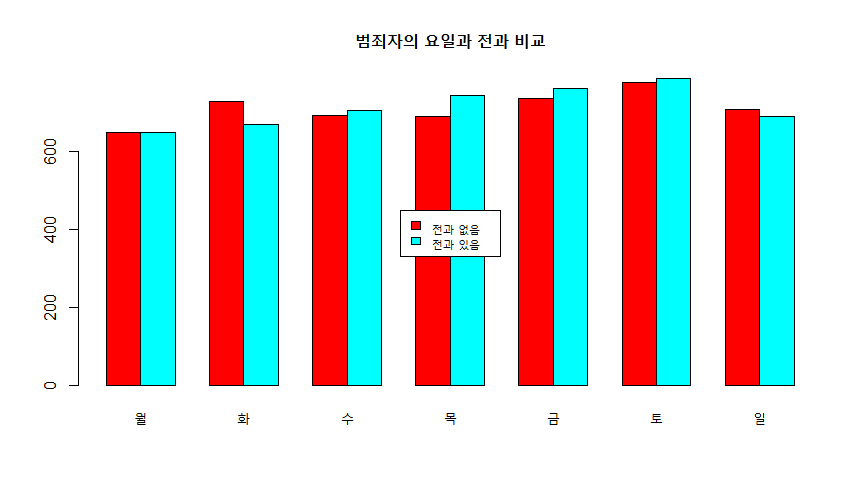 범죄자의 요일과 전과 비교
600
400
200
0
전과 없음
전과 있음
월 화 수 목 금 토 일